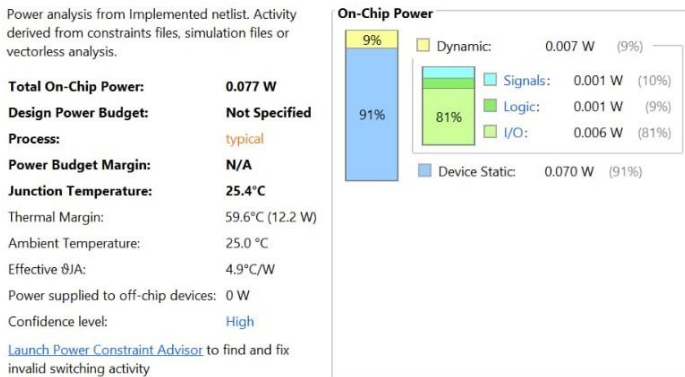 Power analysis from Implemented netlist. Activity
derived from constraints files, simulation files or
vectorless analysis.
Total On-Chip Power: 0.077 W
Design Power Budget: Not Specified
Process: typical
Power Budget Margin: N/A
Junction Temperature: 25.4°C
Thermal Margin: 59.6°C (12.2 W)
Ambient Temperature: 25.0 °C
Effective ϑJA: 4.9°C/W
Power supplied to off-chip devices: 0 W
Confidence level: High
Launch Power Constraint Advisor to find and fix
invalid switching activity
On-Chip Power
9%
91%
Dynamic: 0.007 W (9%)
81%
Signals: 0.001 W (10%)
Logic: 0.001 W (9%)
I/O: 0.006 W (81%)
Device Static: 0.070 W (91%)